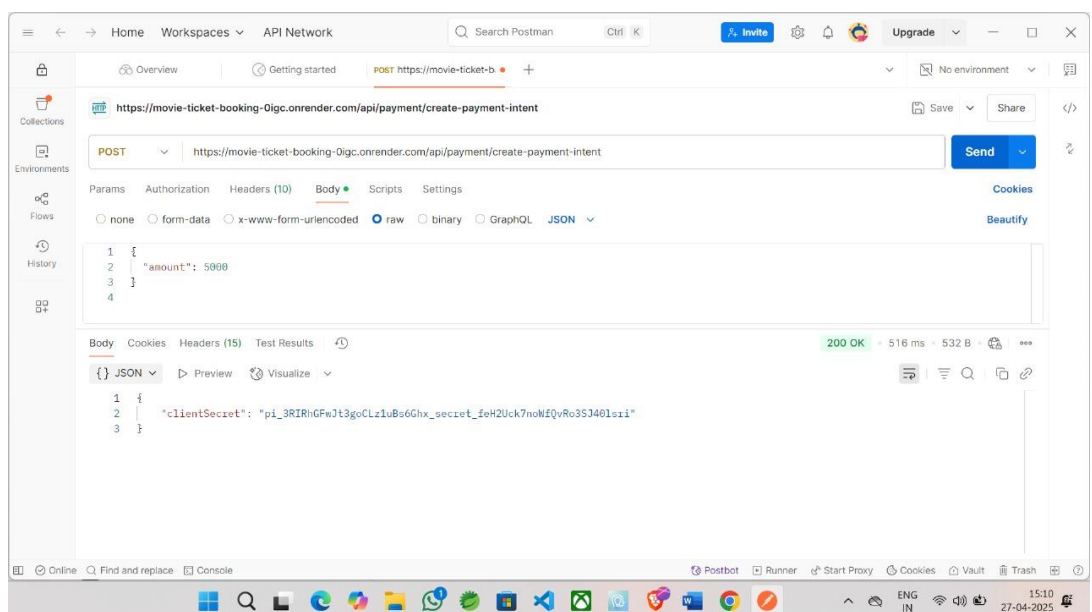 Home Workspaces API Network Search Postman Ctrl K Invite Upgrade
Overview Getting started POST https://movie-ticket-b No environment
https://movie-ticket-booking-0igc.onrender.com/api/payment/create-payment-intent Save Share
Collections
POST https://movie-ticket-booking-0igc.onrender.com/api/payment/create-payment-intent Send
Environments
Params Authorization Headers (10) Body Scripts Settings Cookies
Flows
none form-data x-www-form-urlencoded raw binary GraphQL JSON Beautify
History
1 {
2 "amount": 5000
3 }
4
Body Cookies Headers (15) Test Results 200 OK 516 ms 532 B
{} JSON Preview Visualize
1 {
2 "clientSecret": "pi_3RIRhGFwJt3goCLz1uBs6Ghx_secret_feH2Uck7noWfQvRo3SJ40lsri"
3 }
Online Find and replace Console Postbot Runner Start Proxy Cookies Vault Trash
ENG
IN
15:10
27-04-2025